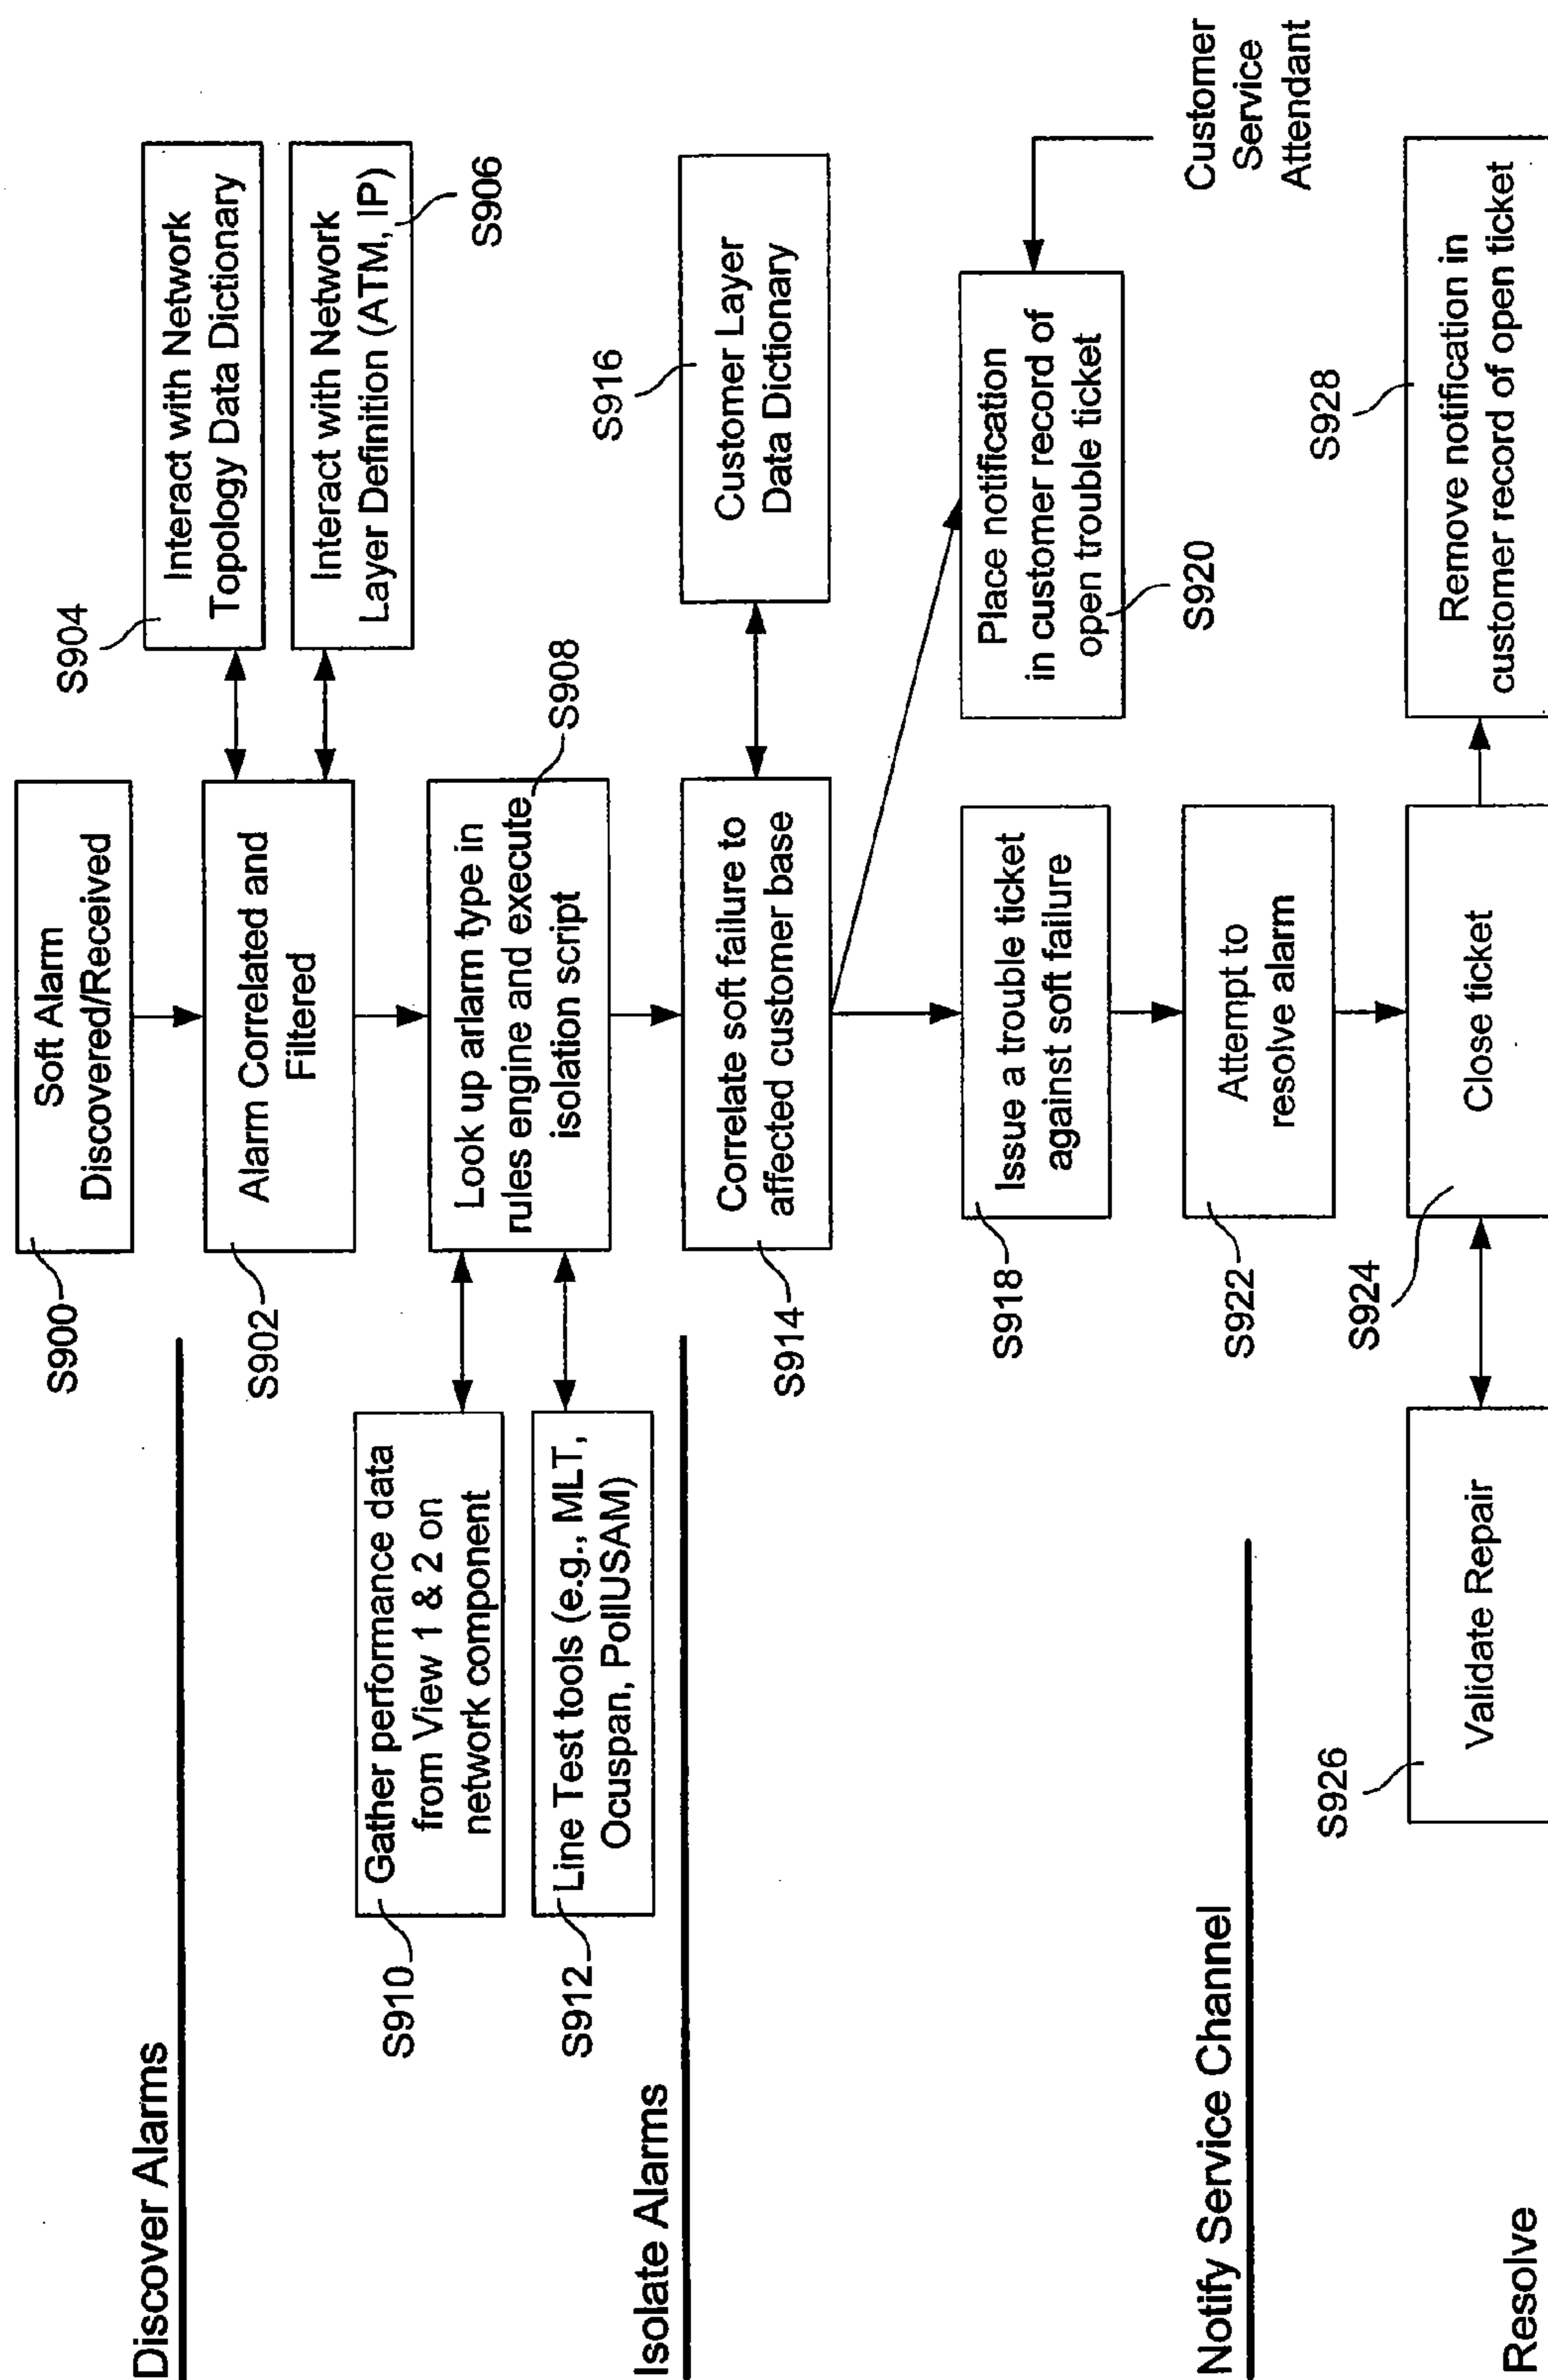 S900
Soft Alarm
Discovered/Received
Discover Alarms
S902
Alarm Correlated and
Filtered
S904
Interact with Network
Topology Data Dictionary
Interact with Network
Layer Definition (ATM, IP)
S906
S910
Gather performance data
from View 1 & 2 on
network component
Look up arlarm type in
rules engine and execute
isolation script
S908
S912
Line Test tools (e.g., MLT,
Ocuspan, PollUSAM)
Isolate Alarms
S914
Correlate soft failure to
affected customer base
S916
Customer Layer
Data Dictionary
S918
Issue a trouble ticket
against soft failure
Place notification
in customer record of
open trouble ticket
S920
Customer
Service
Attendant
S922
Attempt to
resolve alarm
Notify Service Channel
S926
Validate Repair
S924
Close ticket
S928
Remove notification in
customer record of open ticket
Resolve